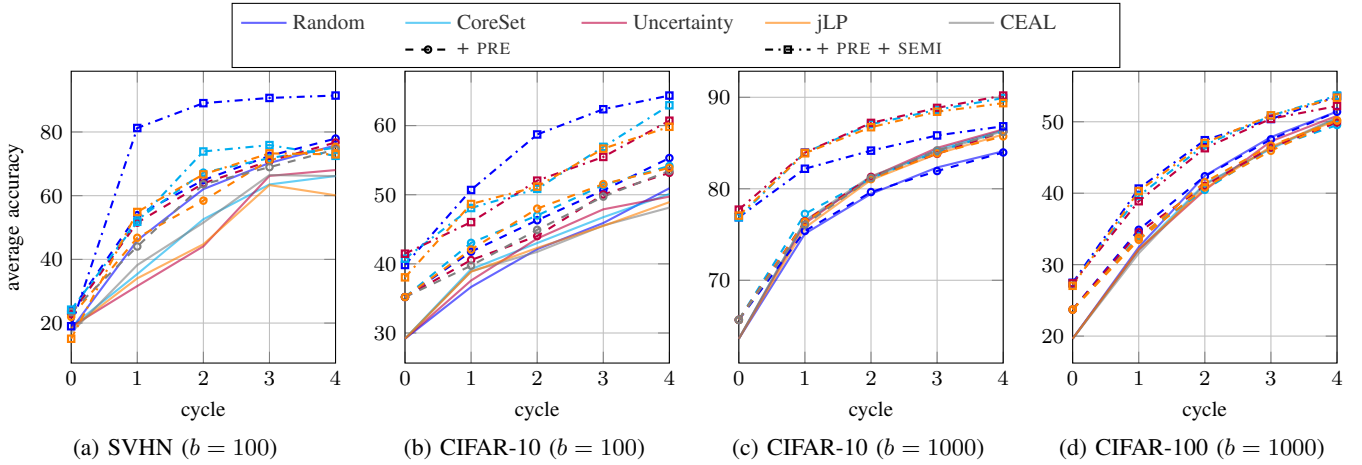 Random CoreSet Uncertainty jLP CEAL
+ PRE + PRE + SEMI
average accuracy
80
60
40
20
0 1 2 3 4
cycle
(a) SVHN (b = 100)
60
50
40
30
0 1 2 3 4
cycle
(b) CIFAR-10 (b = 100)
90
80
70
0 1 2 3 4
cycle
(c) CIFAR-10 (b = 1000)
50
40
30
20
0 1 2 3 4
cycle
(d) CIFAR-100 (b = 1000)